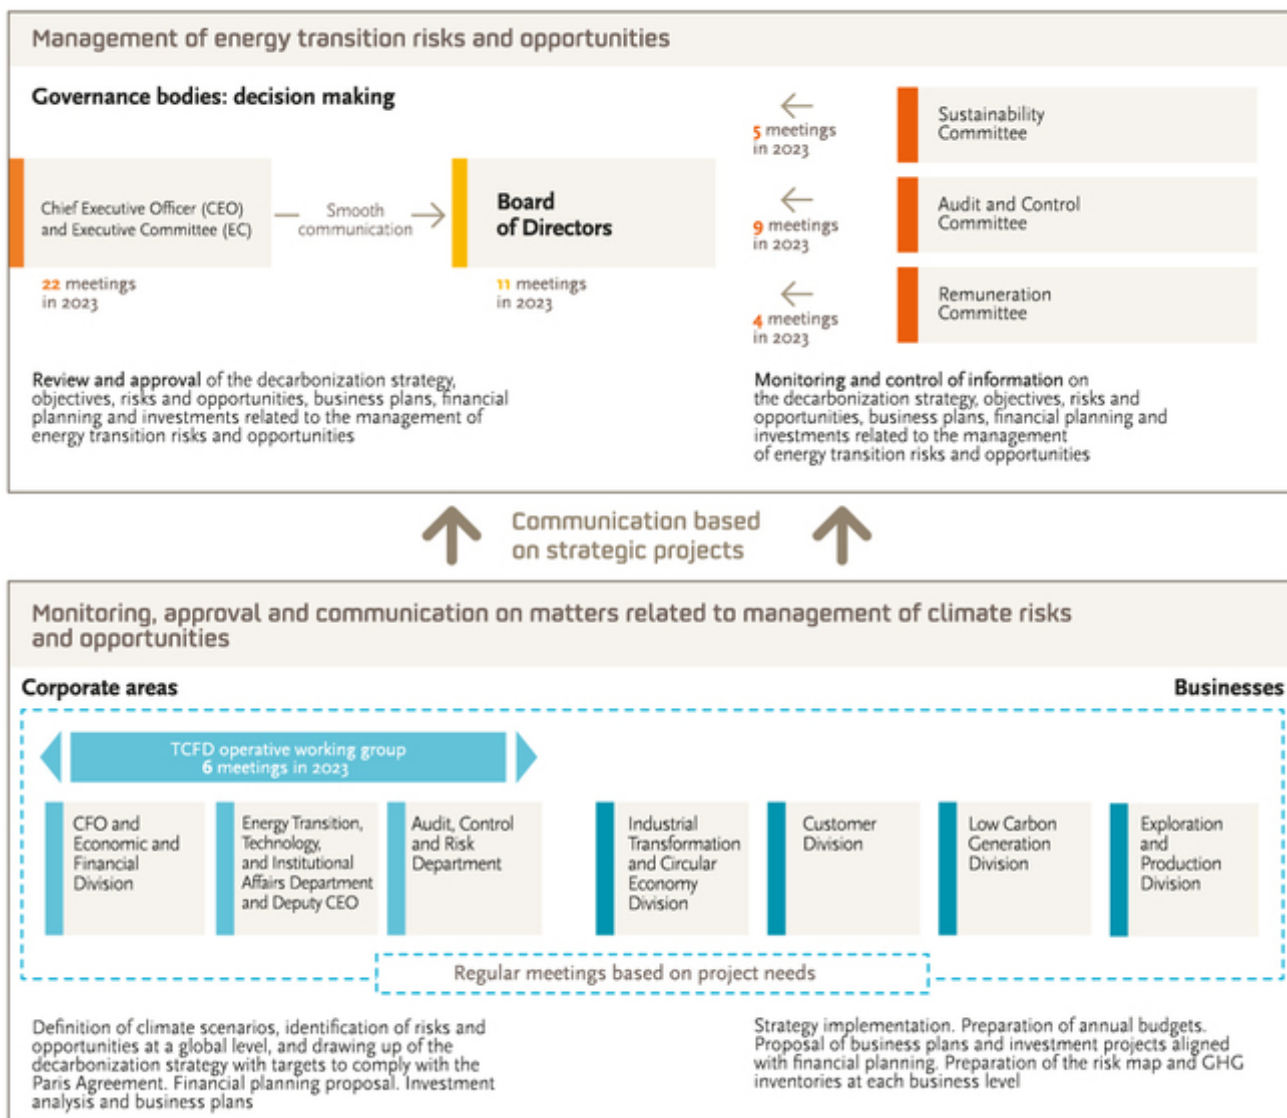 Management of energy transition risks and opportunities
Governance bodies: decision making
Chief Executive Officer (CEO)
and Executive Committee (EC)
22 meetings
in 2023
Smooth
communication
Board
of Directors
11 meetings
in 2023
5 meetings
in 2023
Sustainability
Committee
9 meetings
in 2023
Audit and Control
Committee
4 meetings
in 2023
Remuneration
Committee
Review and approval of the decarbonization strategy,
objectives, risks and opportunities, business plans, financial
planning and investments related to the management of
energy transition risks and opportunities
Monitoring and control of information on
the decarbonization strategy, objectives, risks and
opportunities, business plans, financial planning and
investments related to the management
of energy transition risks and opportunities
Communication based
on strategic projects
Monitoring, approval and communication on matters related to management of climate risks
and opportunities
Corporate areas
Businesses
TCFD operative working group
6 meetings in 2023
CFO and
Economic and
Financial
Division
Energy Transition,
Technology,
and Institutional
Affairs Department
and Deputy CEO
Audit, Control
and Risk
Department
Industrial
Transformation
and Circular
Economy
Division
Customer
Division
Low Carbon
Generation
Division
Exploration
and
Production
Division
Regular meetings based on project needs
Definition of climate scenarios, identification of risks and
opportunities at a global level, and drawing up of the
decarbonization strategy with targets to comply with the
Paris Agreement. Financial planning proposal. Investment
analysis and business plans
Strategy implementation. Preparation of annual budgets.
Proposal of business plans and investment projects aligned
with financial planning. Preparation of the risk map and GHG
inventories at each business level